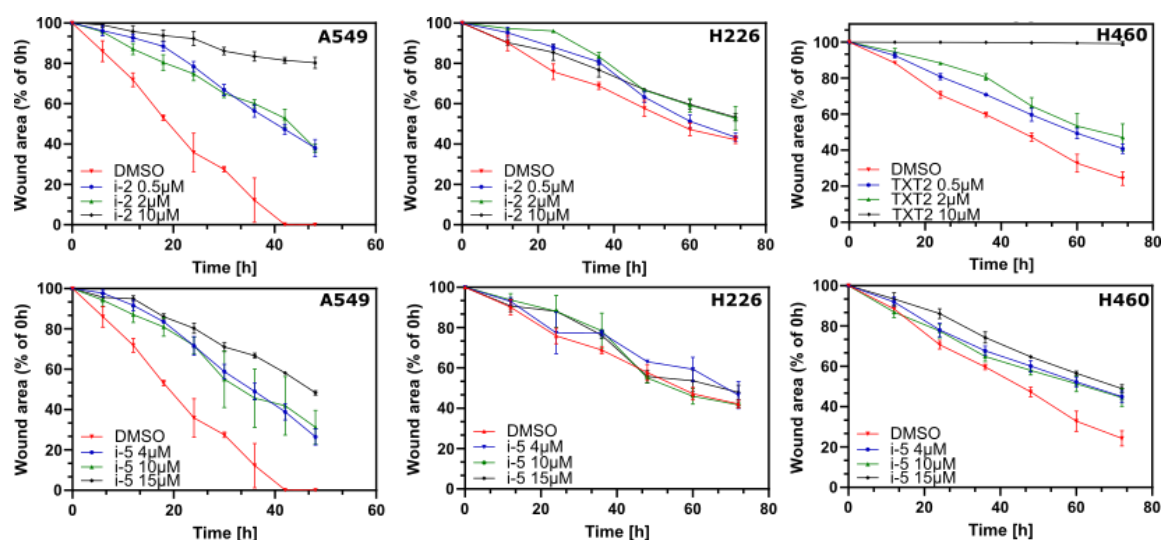 A549
Wound area (% of 0h)
100
80
60
40
20
0
DMSO
i-2 0.5µM
i-2 2µM
i-2 10µM
0 20 40 60
Time [h]
H226
Wound area (% of 0h)
100
80
60
40
20
0
DMSO
i-2 0.5µM
i-2 2µM
i-2 10µM
0 20 40 60 80
Time [h]
H460
Wound area (% of 0h)
100
80
60
40
20
0
DMSO
TXT2 0.5µM
TXT2 2µM
TXT2 10µM
0 20 40 60 80
Time [h]
A549
Wound area (% of 0h)
100
80
60
40
20
0
DMSO
i-5 4µM
i-5 10µM
i-5 15µM
0 20 40 60
Time [h]
H226
Wound area (% of 0h)
100
80
60
40
20
0
DMSO
i-5 4µM
i-5 10µM
i-5 15µM
0 20 40 60 80
Time [h]
H460
Wound area (% of 0h)
100
80
60
40
20
0
DMSO
i-5 4µM
i-5 10µM
i-5 15µM
0 20 40 60 80
Time [h]